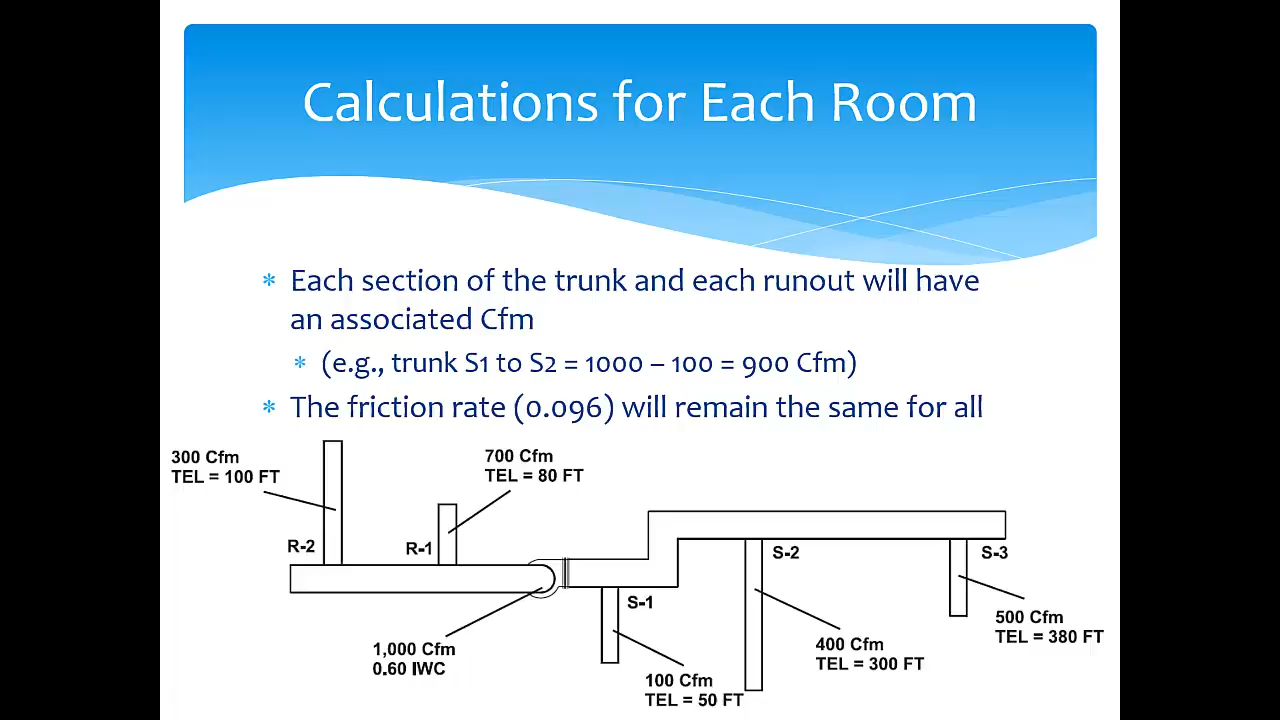 Calculations for Each Room
* Each section of the trunk and each runout will have
an associated Cfm
* (e.g., trunk S1 to S2 = 1000 – 100 = 900 Cfm)
* The friction rate (0.096) will remain the same for all
300 Cfm
TEL = 100 FT
700 Cfm
TEL = 80 FT
R-2
R-1
S-2
S-3
S-1
1,000 Cfm
0.60 IWC
100 Cfm
TEL = 50 FT
400 Cfm
TEL = 300 FT
500 Cfm
TEL = 380 FT